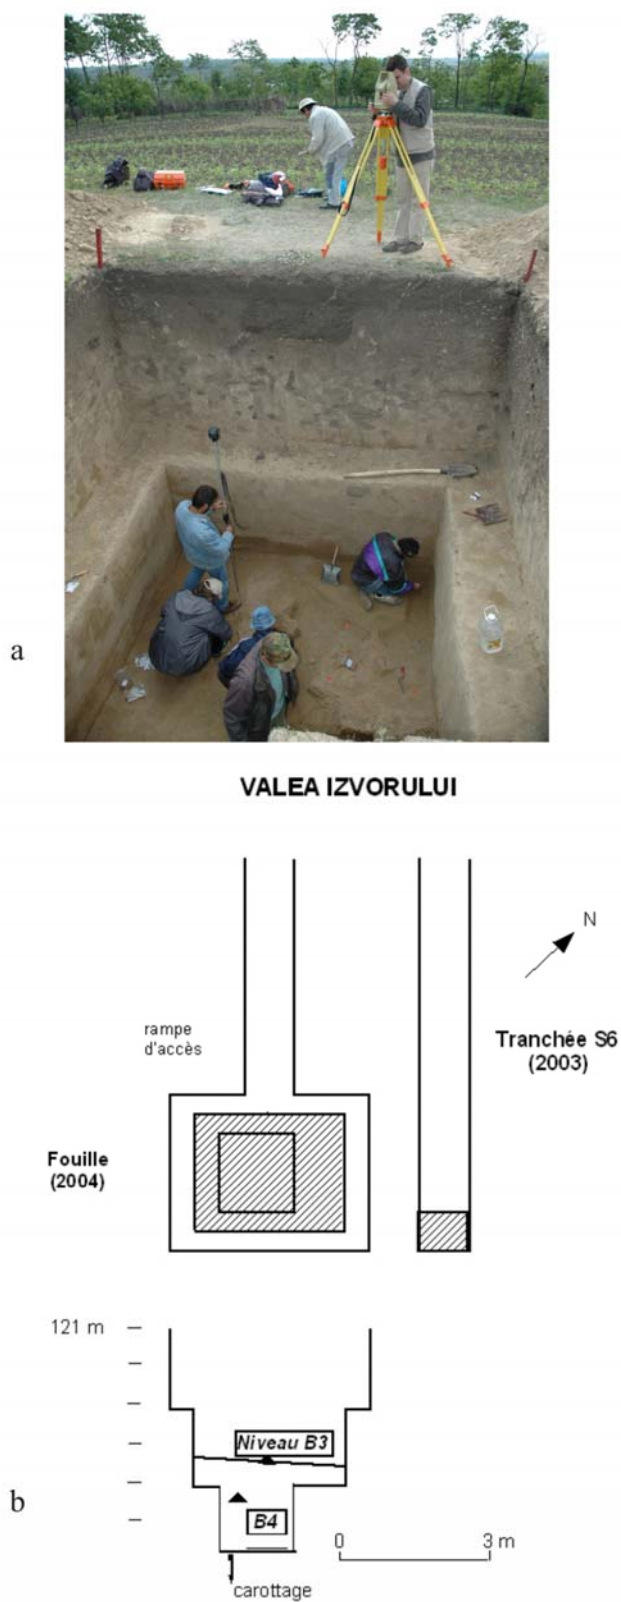 a
VALEA IZVORULUI
N
rampe
d'accès
Tranchée S6
(2003)
Fouille
(2004)
121 m
Niveau B3
b
B4
0 3 m
carottage